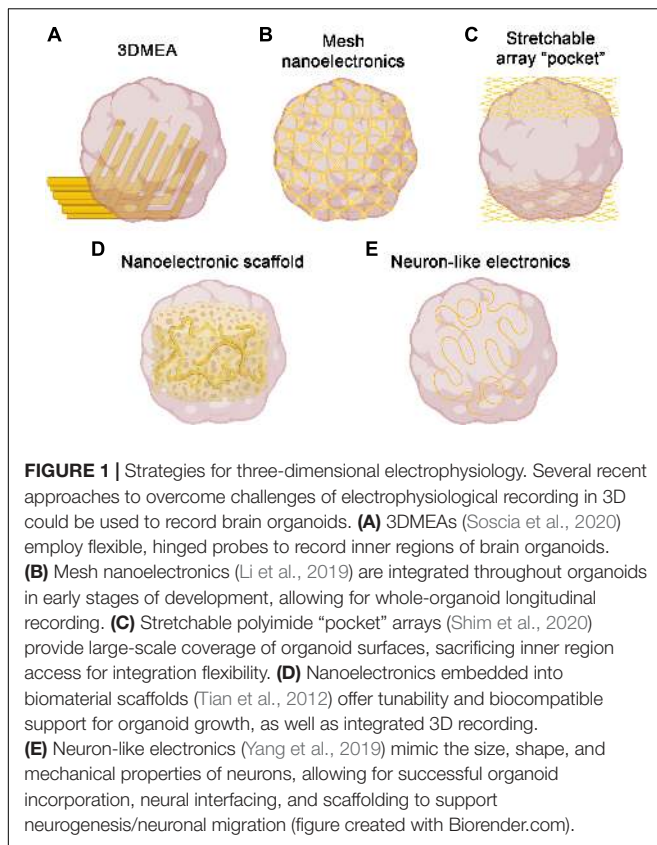 A
3DMEA
B
Mesh
nanoelectronics
C
Stretchable
array "pocket"
D
Nanoelectronic scaffold
E
Neuron-like electronics
FIGURE 1 | Strategies for three-dimensional electrophysiology. Several recent
approaches to overcome challenges of electrophysiological recording in 3D
could be used to record brain organoids. (A) 3DMEAs (Soscia et al., 2020)
employ flexible, hinged probes to record inner regions of brain organoids.
(B) Mesh nanoelectronics (Li et al., 2019) are integrated throughout organoids
in early stages of development, allowing for whole-organoid longitudinal
recording. (C) Stretchable polyimide "pocket" arrays (Shim et al., 2020)
provide large-scale coverage of organoid surfaces, sacrificing inner region
access for integration flexibility. (D) Nanoelectronics embedded into
biomaterial scaffolds (Tian et al., 2012) offer tunability and biocompatible
support for organoid growth, as well as integrated 3D recording.
(E) Neuron-like electronics (Yang et al., 2019) mimic the size, shape, and
mechanical properties of neurons, allowing for successful organoid
incorporation, neural interfacing, and scaffolding to support
neurogenesis/neuronal migration (figure created with Biorender.com).